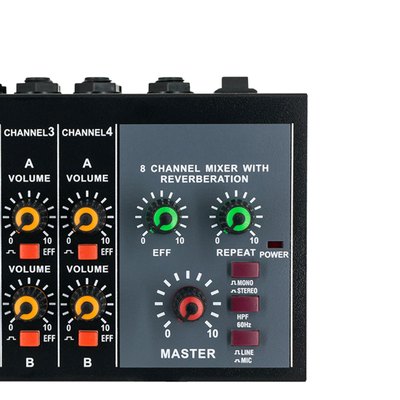 CHANNEL3 CHANNEL4
A A
VOLUME VOLUME
0 10 0 10
EFF EFF
VOLUME VOLUME
0 10 0 10
EFF EFF
B B
8 CHANNEL MIXER WITH
REVERBERATION
0 10 0 10
EFF REPEAT
POWER
MONO
STEREO
HPF
60Hz
0 10
MASTER
LINE
MIC